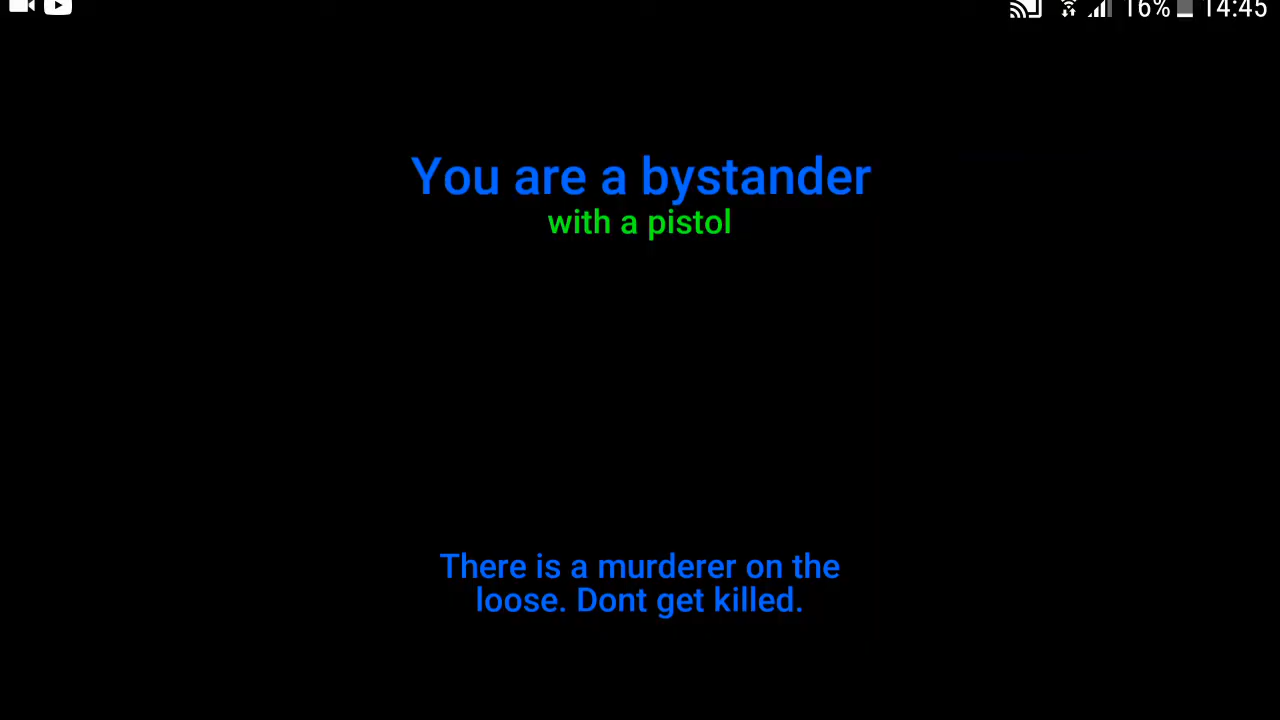 16% 14:45
You are a bystander
with a pistol
There is a murderer on the
loose. Dont get killed.